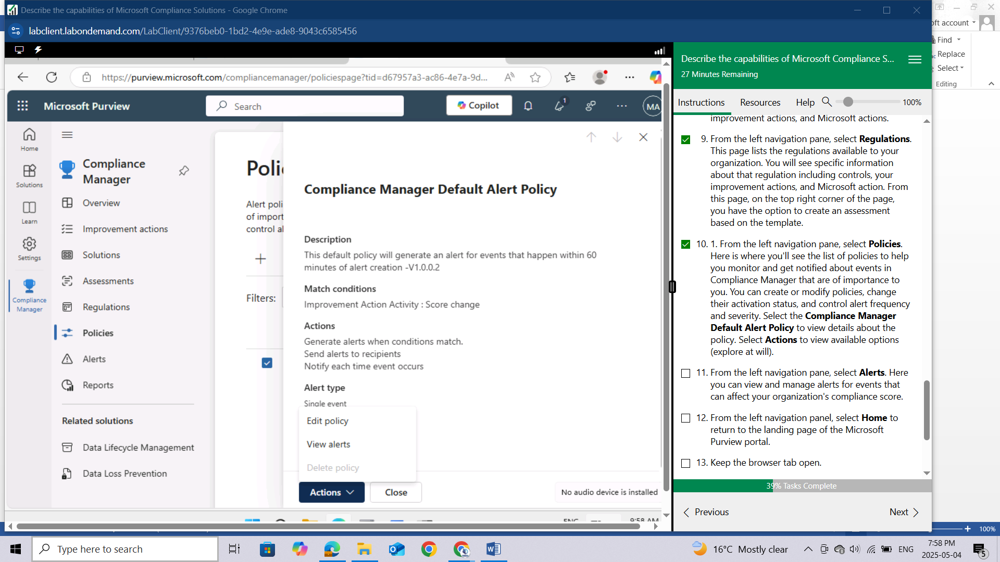 Describe the capabilities of Microsoft Compliance Solutions - Google Chrome
labclient.labondemand.com/LabClient/9376beb0-1bd2-4e9e-ade8-9043c6585456
https://purview.microsoft.com/compliancemanager/policiespage?tid=d67957a3-ac86-4e7a-9d...
Microsoft Purview
Search
Copilot
1
MA
Home
Solutions
Learn
Settings
Compliance
Manager
Compliance
Manager
Overview
Improvement actions
Solutions
Assessments
Regulations
Policies
Alerts
Reports
Related solutions
Data Lifecycle Management
Data Loss Prevention
Poli
Alert poli
of import
control al
Filters:
Compliance Manager Default Alert Policy
Description
This default policy will generate an alert for events that happen within 60
minutes of alert creation -V1.0.0.2
Match conditions
Improvement Action Activity : Score change
Actions
Generate alerts when conditions match.
Send alerts to recipients
Notify each time event occurs
Alert type
Single event
Edit policy
View alerts
Delete policy
Actions
Close
No audio device is installed
ENG
9:58 AM
Describe the capabilities of Microsoft Compliance S...
27 Minutes Remaining
Instructions
Resources
Help
100%
improvement actions, and Microsoft actions.
9. From the left navigation pane, select Regulations.
This page lists the regulations available to your
organization. You will see specific information
about that regulation including controls, your
improvement actions, and Microsoft action. From
this page, on the top right corner of the page,
you have the option to create an assessment
based on the template.
10. 1. From the left navigation pane, select Policies.
Here is where you'll see the list of policies to help
you monitor and get notified about events in
Compliance Manager that are of importance to
you. You can create or modify policies, change
their activation status, and control alert frequency
and severity. Select the Compliance Manager
Default Alert Policy to view details about the
policy. Select Actions to view available options
(explore at will).
11. From the left navigation pane, select Alerts. Here
you can view and manage alerts for events that
can affect your organization's compliance score.
12. From the left navigation panel, select Home to
return to the landing page of the Microsoft
Purview portal.
13. Keep the browser tab open.
39% Tasks Complete
Previous
Next
oft account
Find
Replace
Select
Editing
100%
Type here to search
16°C Mostly clear
ENG
7:58 PM
2025-05-04
5